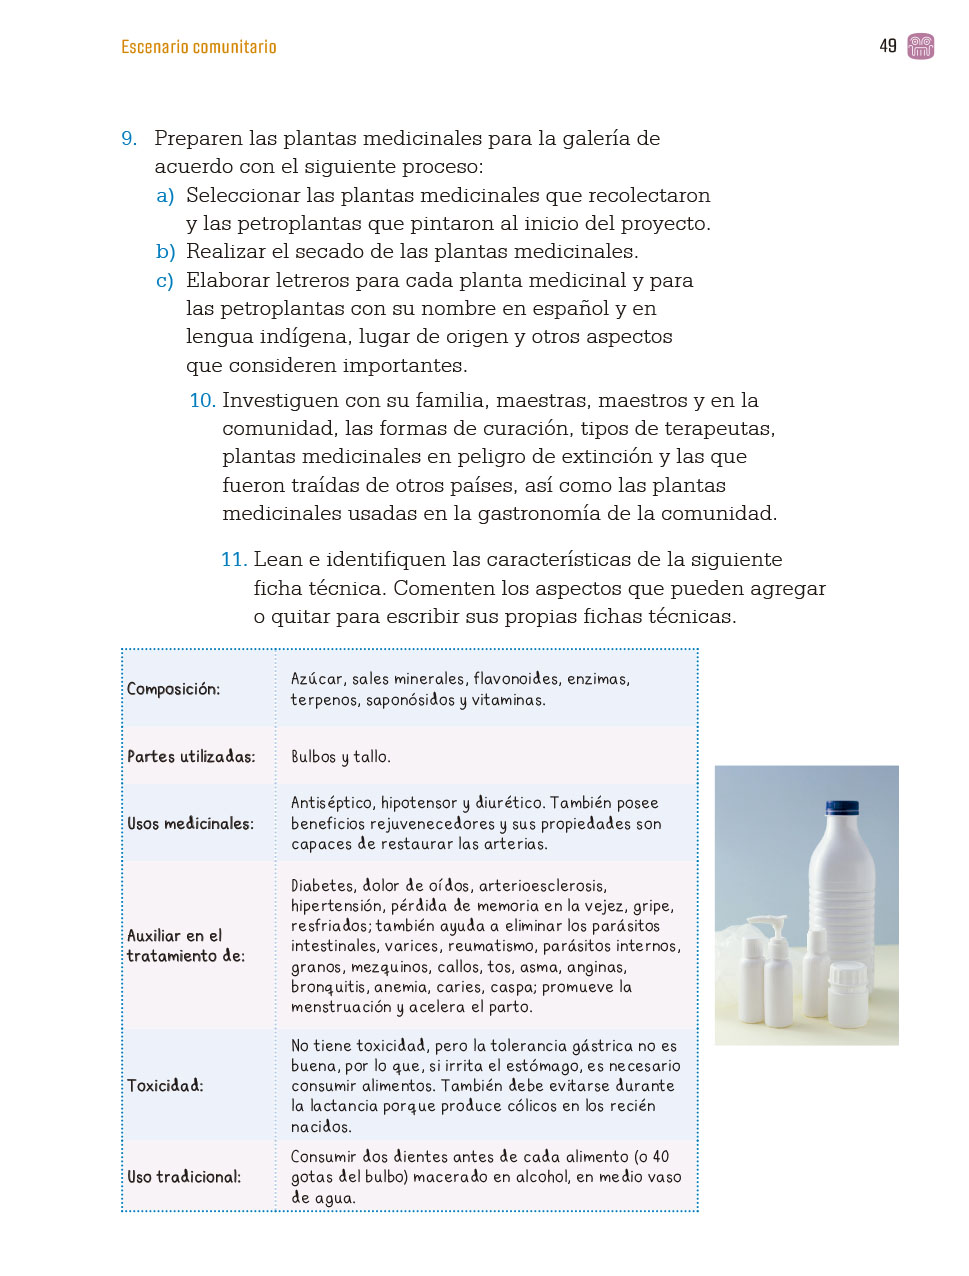 Escenario comunitario
49
9. Preparen las plantas medicinales para la galería de
acuerdo con el siguiente proceso:
a) Seleccionar las plantas medicinales que recolectaron
y las petroplantas que pintaron al inicio del proyecto.
b) Realizar el secado de las plantas medicinales.
c) Elaborar letreros para cada planta medicinal y para
las petroplantas con su nombre en español y en
lengua indígena, lugar de origen y otros aspectos
que consideren importantes.
10. Investiguen con su familia, maestras, maestros y en la
comunidad, las formas de curación, tipos de terapeutas,
plantas medicinales en peligro de extinción y las que
fueron traídas de otros países, así como las plantas
medicinales usadas en la gastronomía de la comunidad.
11. Lean e identifiquen las características de la siguiente
ficha técnica. Comenten los aspectos que pueden agregar
o quitar para escribir sus propias fichas técnicas.
Composición:
Azúcar, sales minerales, flavonoides, enzimas,
terpenos, saponósidos y vitaminas.
Partes utilizadas:
Bulbos y tallo.
Usos medicinales:
Antiséptico, hipotensor y diurético. También posee
beneficios rejuvenecedores y sus propiedades son
capaces de restaurar las arterias.
Auxiliar en el
tratamiento de:
Diabetes, dolor de oídos, arterioesclerosis,
hipertensión, pérdida de memoria en la vejez, gripe,
resfriados; también ayuda a eliminar los parásitos
intestinales, varices, reumatismo, parásitos internos,
granos, mezquinos, callos, tos, asma, anginas,
bronquitis, anemia, caries, caspa; promueve la
menstruación y acelera el parto.
Toxicidad:
No tiene toxicidad, pero la tolerancia gástrica no es
buena, por lo que, si irrita el estómago, es necesario
consumir alimentos. También debe evitarse durante
la lactancia porque produce cólicos en los recién
nacidos.
Uso tradicional:
Consumir dos dientes antes de cada alimento (o 40
gotas del bulbo) macerado en alcohol, en medio vaso
de agua.